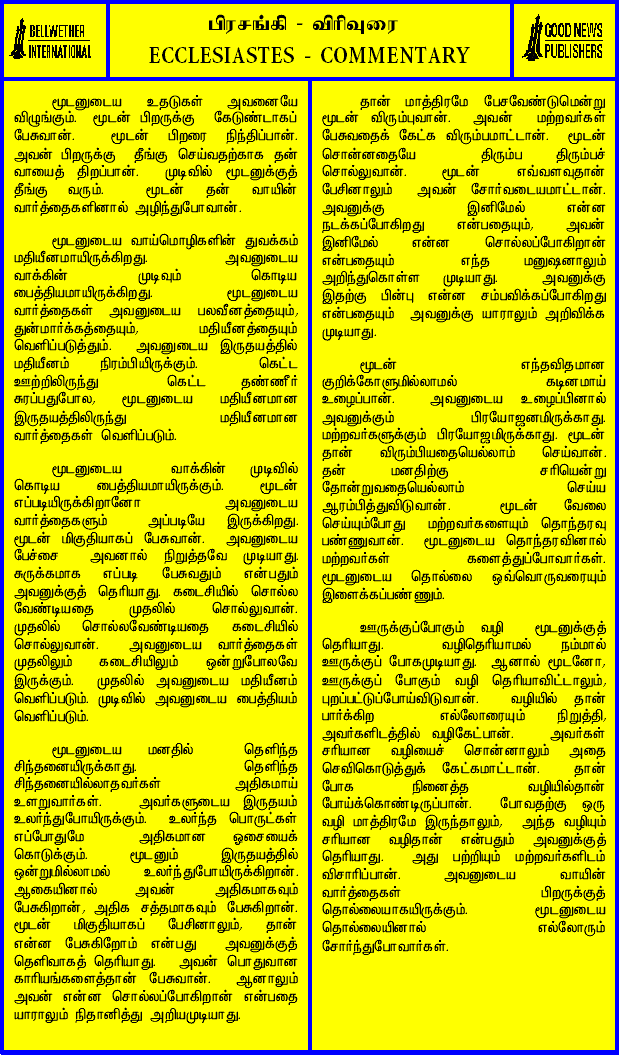 BELLWETHER
INTERNATIONAL
பிரசங்கி - விரிவுரை
ECCLESIASTES - COMMENTARY
GOOD NEWS
PUBLISHERS
மூடனுடைய உதடுகள் அவனையே
விழுங்கும். மூடன் பிறருக்கு கேடுண்டாகப்
பேசுவான். மூடன் பிறரை நிந்திப்பான்.
அவன் பிறருக்கு தீங்கு செய்வதற்காக தன்
வாயைத் திறப்பான். முடிவில் மூடனுக்குத்
தீங்கு வரும். மூடன் தன் வாயின்
வார்த்தைகளினால் அழிந்துபோவான்.
மூடனுடைய வாய்மொழிகளின் துவக்கம்
மதியீனமாயிருக்கிறது. அவனுடைய
வாக்கின் முடிவும் கொடிய
பைத்தியமாயிருக்கிறது. மூடனுடைய
வார்த்தைகள் அவனுடைய பலவீனத்தையும்,
துன்மார்க்கத்தையும், மதியீனத்தையும்
வெளிப்படுத்தும். அவனுடைய இருதயத்தில்
மதியீனம் நிரம்பியிருக்கும். கெட்ட
ஊற்றிலிருந்து கெட்ட தண்ணீர்
சுரப்பதுபோல, மூடனுடைய மதியீனமான
இருதயத்திலிருந்து மதியீனமான
வார்த்தைகள் வெளிப்படும்.
மூடனுடைய வாக்கின் முடிவில்
கொடிய பைத்தியமாயிருக்கும். மூடன்
எப்படியிருக்கிறானோ அவனுடைய
வார்த்தைகளும் அப்படியே இருக்கிறது.
மூடன் மிகுதியாகப் பேசுவான். அவனுடைய
பேச்சை அவனால் நிறுத்தவே முடியாது.
சுருக்கமாக எப்படி பேசுவதும் என்பதும்
அவனுக்குத் தெரியாது. கடைசியில் சொல்ல
வேண்டியதை முதலில் சொல்லுவான்.
முதலில் சொல்லவேண்டியதை கடைசியில்
சொல்லுவான். அவனுடைய வார்த்தைகள்
முதலிலும் கடைசியிலும் ஒன்றுபோலவே
இருக்கும். முதலில் அவனுடைய மதியீனம்
வெளிப்படும். முடிவில் அவனுடைய பைத்தியம்
வெளிப்படும்.
மூடனுடைய மனதில் தெளிந்த
சிந்தனையிருக்காது. தெளிந்த
சிந்தனையில்லாதவர்கள் அதிகமாய்
உளறுவார்கள். அவர்களுடைய இருதயம்
உலர்ந்துபோயிருக்கும். உலர்ந்த பொருட்கள்
எப்போதுமே அதிகமான ஓசையைக்
கொடுக்கும். மூடனும் இருதயத்தில்
ஒன்றுமில்லாமல் உலர்ந்துபோயிருக்கிறான்.
ஆகையினால் அவன் அதிகமாகவும்
பேசுகிறான், அதிக சத்தமாகவும் பேசுகிறான்.
மூடன் மிகுதியாகப் பேசினாலும், தான்
என்ன பேசுகிறோம் என்பது அவனுக்குத்
தெளிவாகத் தெரியாது. அவன் பொதுவான
காரியங்களைத்தான் பேசுவான். ஆனாலும்
அவன் என்ன சொல்லப்போகிறான் என்பதை
யாராலும் நிதானித்து அறியமுடியாது.
தான் மாத்திரமே பேசவேண்டுமென்று
மூடன் விரும்புவான். அவன் மற்றவர்கள்
பேசுவதைக் கேட்க விரும்பமாட்டான். மூடன்
சொன்னதையே திரும்ப திரும்பச்
சொல்லுவான். மூடன் எவ்வளவுதான்
பேசினாலும் அவன் சோர்வடையமாட்டான்.
அவனுக்கு இனிமேல் என்ன
நடக்கப்போகிறது என்பதையும், அவன்
இனிமேல் என்ன சொல்லப்போகிறான்
என்பதையும் எந்த மனுஷனாலும்
அறிந்துகொள்ள முடியாது. அவனுக்கு
இதற்கு பின்பு என்ன சம்பவிக்கப்போகிறது
என்பதையும் அவனுக்கு யாராலும் அறிவிக்க
முடியாது.
மூடன் எந்தவிதமான
குறிக்கோளுமில்லாமல் கடினமாய்
உழைப்பான். அவனுடைய உழைப்பினால்
அவனுக்கும் பிரயோஜனமிருக்காது.
மற்றவர்களுக்கும் பிரயோஜமிருக்காது. மூடன்
தான் விரும்பியதையெல்லாம் செய்வான்.
தன் மனதிற்கு சரியென்று
தோன்றுவதையெல்லாம் செய்ய
ஆரம்பித்துவிடுவான். மூடன் வேலை
செய்யும்போது மற்றவர்களையும் தொந்தரவு
பண்ணுவான். மூடனுடைய தொந்தரவினால்
மற்றவர்கள் களைத்துப்போவார்கள்.
மூடனுடைய தொல்லை ஒவ்வொருவரையும்
இளைக்கப்பண்ணும்.
ஊருக்குப்போகும் வழி மூடனுக்குத்
தெரியாது. வழிதெரியாமல் நம்மால்
ஊருக்குப் போகமுடியாது. ஆனால் மூடனோ,
ஊருக்குப் போகும் வழி தெரியாவிட்டாலும்,
புறப்பட்டுப்போய்விடுவான். வழியில் தான்
பார்க்கிற எல்லோரையும் நிறுத்தி,
அவர்களிடத்தில் வழிகேட்பான். அவர்கள்
சரியான வழியைச் சொன்னாலும் அதை
செவிகொடுத்துக் கேட்கமாட்டான். தான்
போக நினைத்த வழியில்தான்
போய்க்கொண்டிருப்பான். போவதற்கு ஒரு
வழி மாத்திரமே இருந்தாலும், அந்த வழியும்
சரியான வழிதான் என்பதும் அவனுக்குத்
தெரியாது. அது பற்றியும் மற்றவர்களிடம்
விசாரிப்பான். அவனுடைய வாயின்
வார்த்தைகள் பிறருக்குத்
தொல்லையாகயிருக்கும். மூடனுடைய
தொல்லையினால் எல்லோரும்
சோர்ந்துபோவார்கள்.